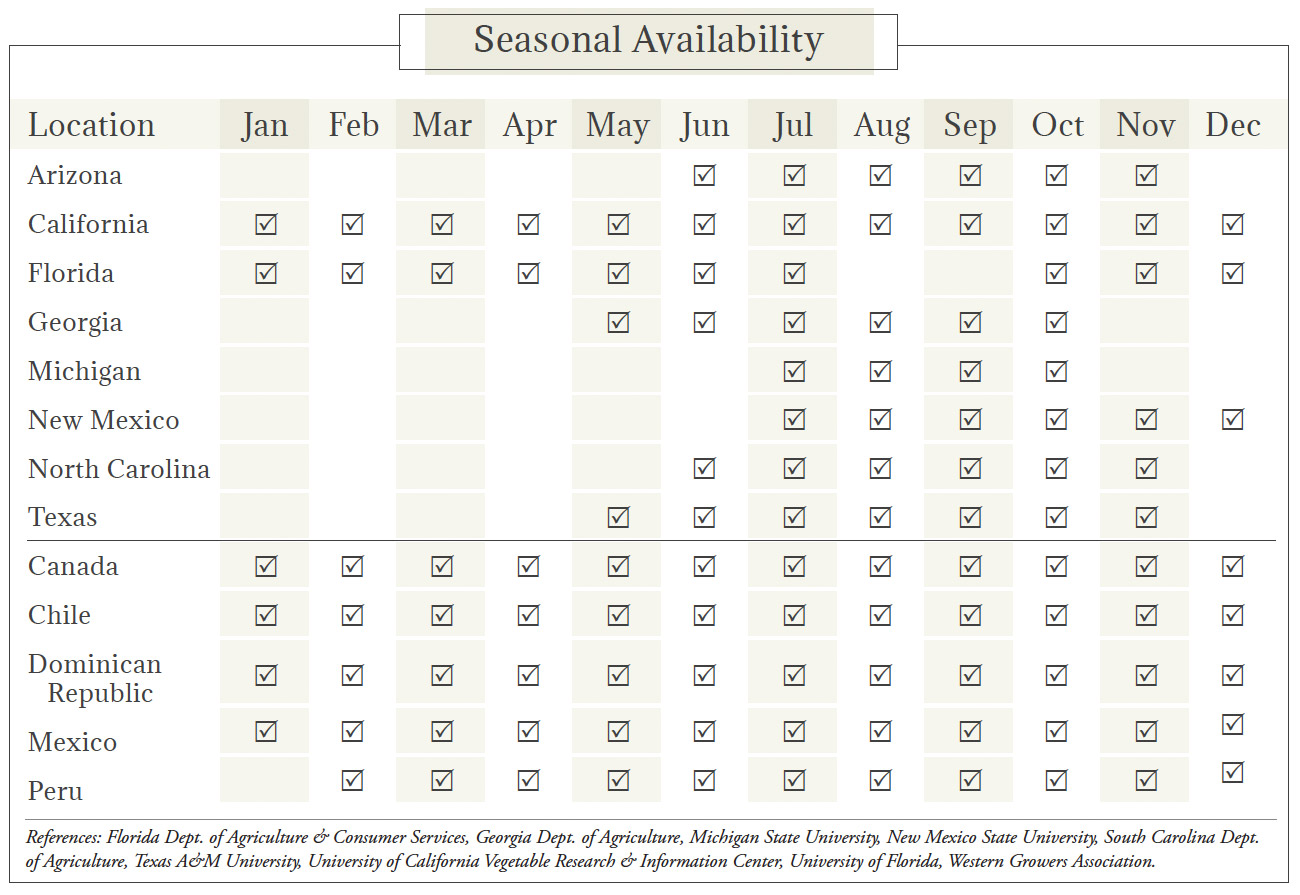 Seasonal Availability
Location Jan Feb Mar Apr May Jun Jul Aug Sep Oct Nov Dec
Arizona ☑ ☑ ☑ ☑ ☑ ☑
California ☑ ☑ ☑ ☑ ☑ ☑ ☑ ☑ ☑ ☑ ☑ ☑
Florida ☑ ☑ ☑ ☑ ☑ ☑ ☑ ☑ ☑ ☑
Georgia ☑ ☑ ☑ ☑ ☑ ☑
Michigan ☑ ☑ ☑ ☑
New Mexico ☑ ☑ ☑ ☑ ☑ ☑
North Carolina ☑ ☑ ☑ ☑ ☑ ☑
Texas ☑ ☑ ☑ ☑ ☑ ☑ ☑
Canada ☑ ☑ ☑ ☑ ☑ ☑ ☑ ☑ ☑ ☑ ☑ ☑
Chile ☑ ☑ ☑ ☑ ☑ ☑ ☑ ☑ ☑ ☑ ☑ ☑
Dominican
Republic ☑ ☑ ☑ ☑ ☑ ☑ ☑ ☑ ☑ ☑ ☑ ☑
Mexico ☑ ☑ ☑ ☑ ☑ ☑ ☑ ☑ ☑ ☑ ☑ ☑
Peru ☑ ☑ ☑ ☑ ☑ ☑ ☑ ☑ ☑ ☑ ☑
References: Florida Dept. of Agriculture & Consumer Services, Georgia Dept. of Agriculture, Michigan State University, New Mexico State University, South Carolina Dept.
of Agriculture, Texas A&M University, University of California Vegetable Research & Information Center, University of Florida, Western Growers Association.